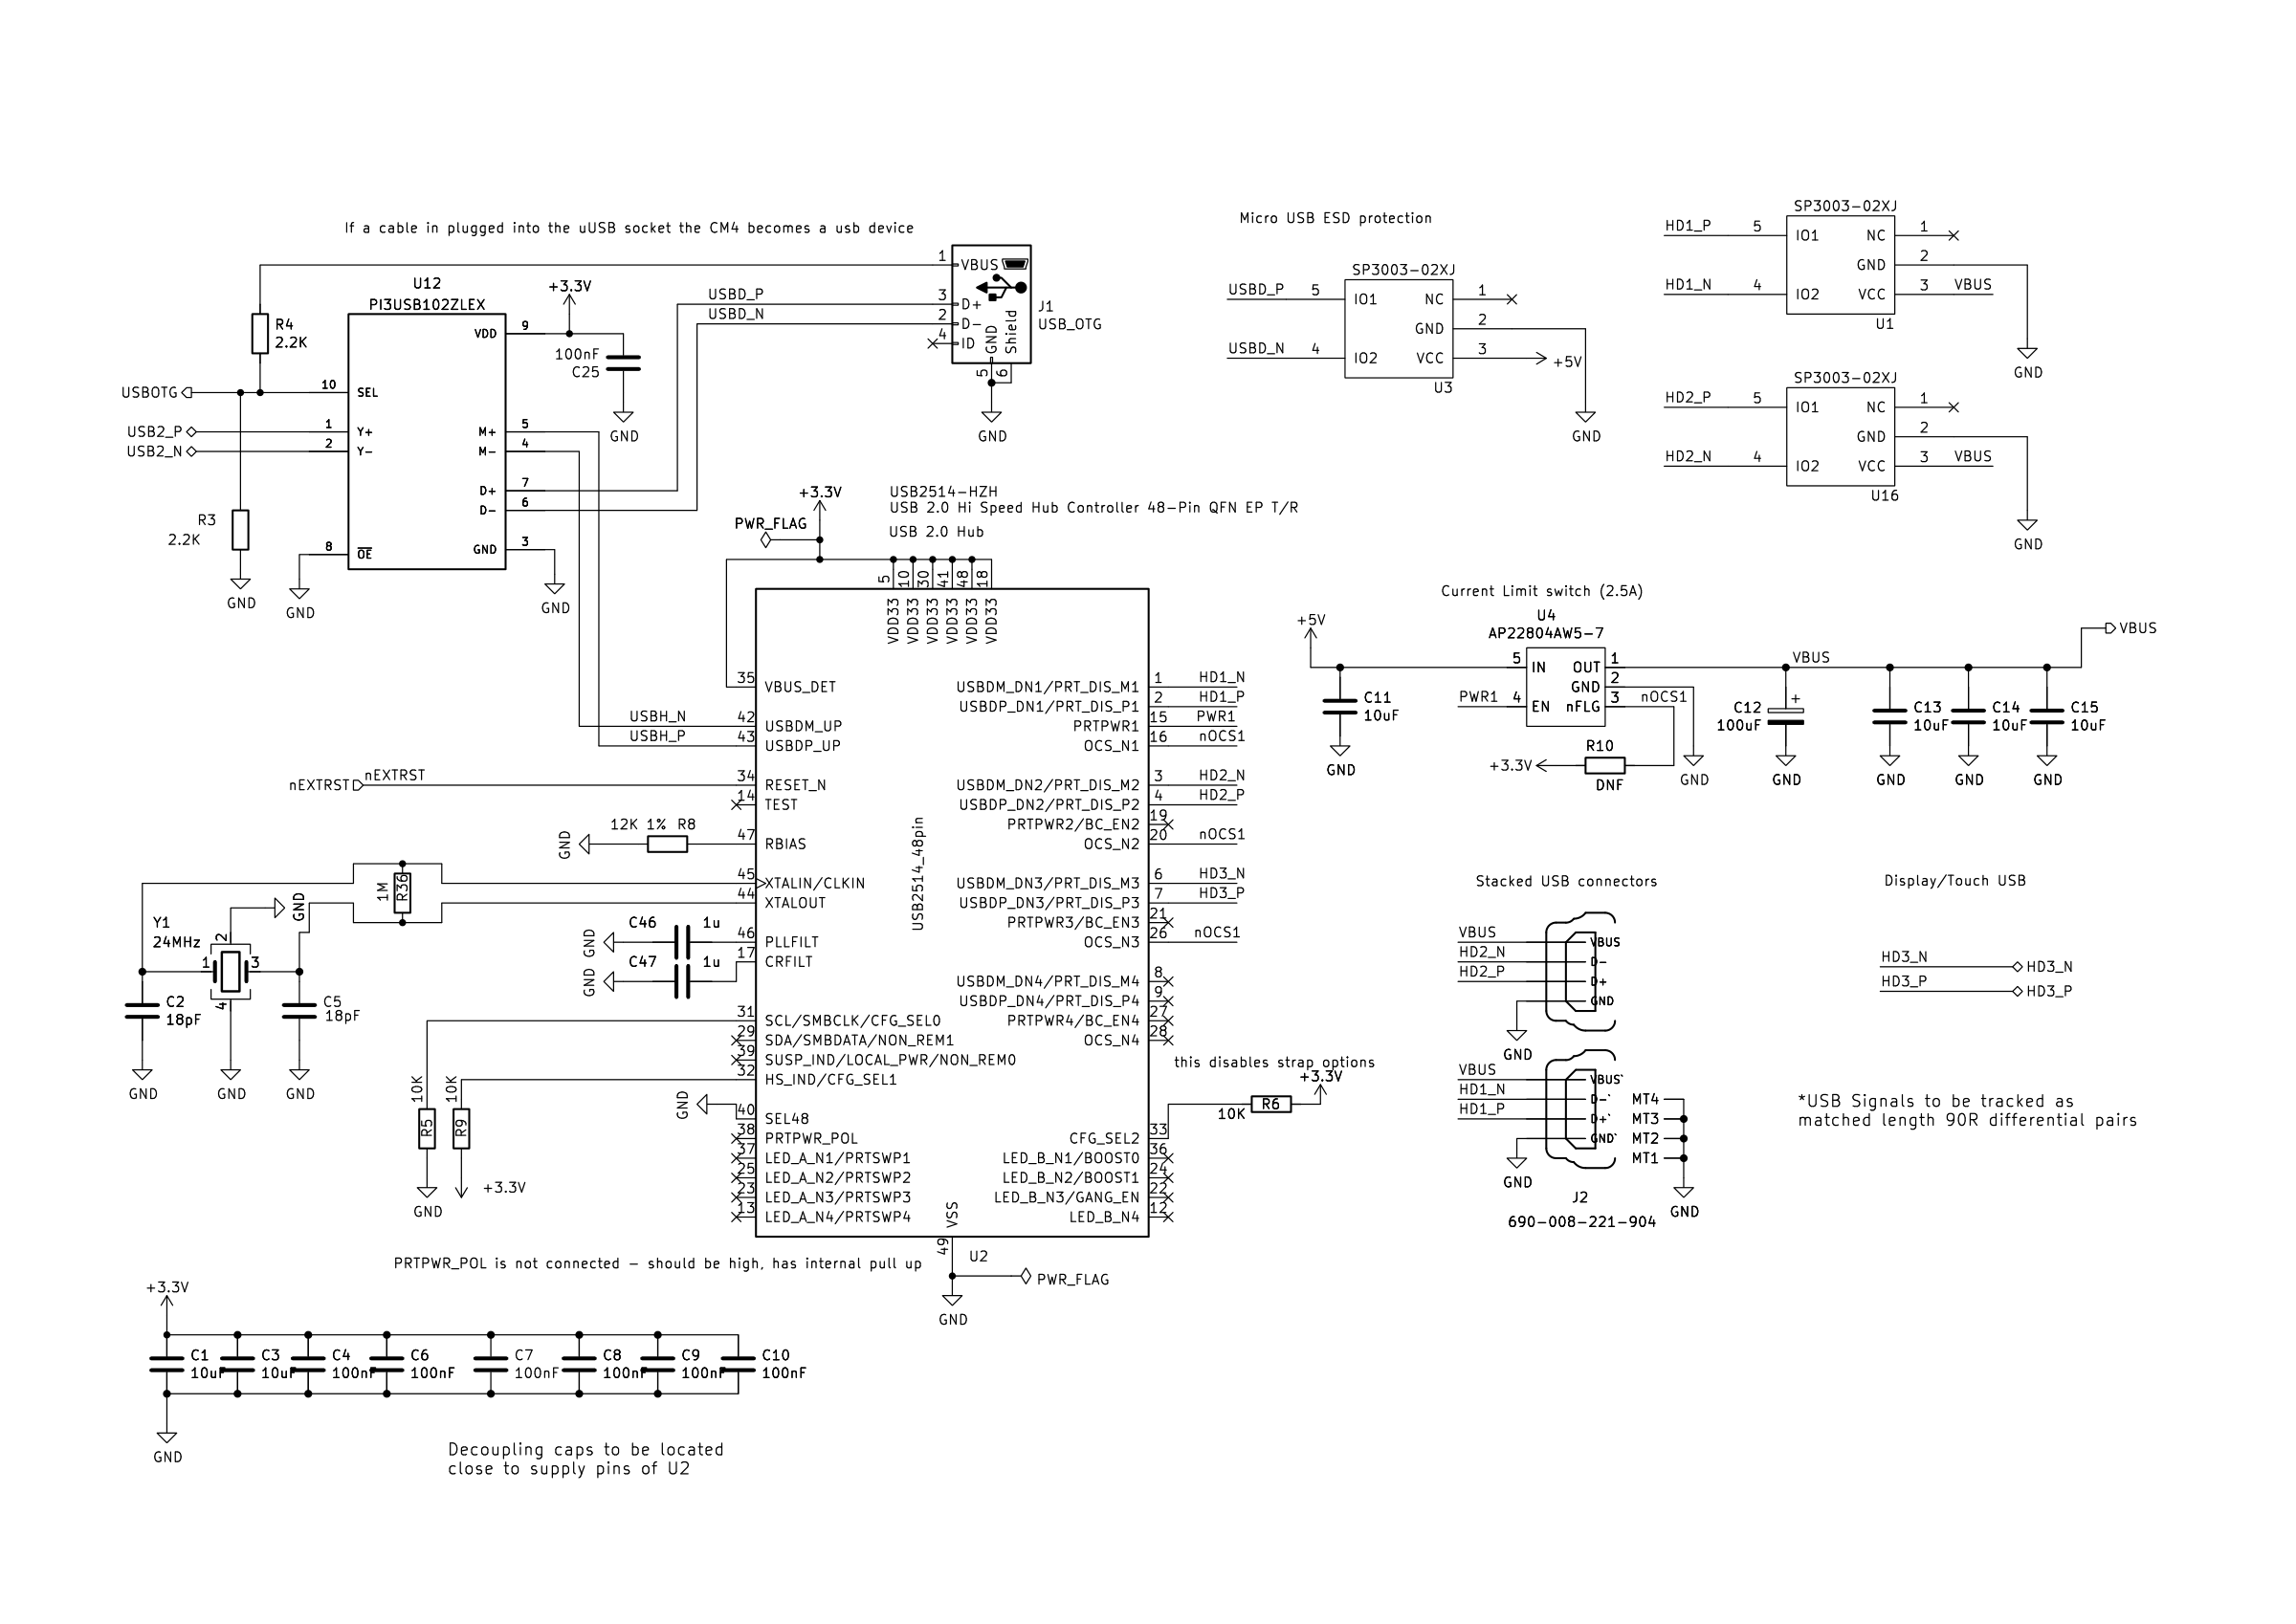 If a cable in plugged into the uUSB socket the CM4 becomes a usb device
U12
PI3USB102ZLEX
+3.3V
R4
2.2K
VDD 9
100nF
C25
GND
USBOTG 10 SEL
USB2_P 1 Y+
USB2_N 2 Y-
M+ 5
M- 4
D+ 7
D- 6
R3
2.2K
8 OE
GND 3
GND
GND
GND
USBD_P
USBD_N
1 VBUS
3 D+
2 D-
4 ID
GND
Shield
5
6
J1
USB_OTG
GND
Micro USB ESD protection
SP3003-02XJ
USBD_P 5 IO1 NC 1
GND 2
USBD_N 4 IO2 VCC 3 +5V
U3
GND
SP3003-02XJ
HD1_P 5 IO1 NC 1
GND 2
HD1_N 4 IO2 VCC 3 VBUS
U1
GND
SP3003-02XJ
HD2_P 5 IO1 NC 1
GND 2
HD2_N 4 IO2 VCC 3 VBUS
U16
GND
+3.3V
PWR_FLAG
USB2514-HZH
USB 2.0 Hi Speed Hub Controller 48-Pin QFN EP T/R
USB 2.0 Hub
5 10 30 41 48 18
VDD33 VDD33 VDD33 VDD33 VDD33 VDD33
35 VBUS_DET
USBH_N 42 USBDM_UP
USBH_P 43 USBDP_UP
nEXTRST nEXTRST 34 RESET_N
14 TEST
GND 12K 1% R8 47 RBIAS
45 XTALIN/CLKIN
44 XTALOUT
1M R36
GND
Y1
24MHz
2
1 3
4
C2
18pF
C5
18pF
GND
GND
GND
GND C46 1u 46 PLLFILT
17 CRFILT
GND C47 1u
31 SCL/SMBCLK/CFG_SEL0
29 SDA/SMBDATA/NON_REM1
39 SUSP_IND/LOCAL_PWR/NON_REM0
32 HS_IND/CFG_SEL1
GND 40 SEL48
38 PRTPWR_POL
37 LED_A_N1/PRTSWP1
25 LED_A_N2/PRTSWP2
23 LED_A_N3/PRTSWP3
13 LED_A_N4/PRTSWP4
10K R5
10K R9
GND
+3.3V
USB2514_48pin
USBDM_DN1/PRT_DIS_M1 1 HD1_N
USBDP_DN1/PRT_DIS_P1 2 HD1_P
PRTPWR1 15 PWR1
OCS_N1 16 nOCS1
USBDM_DN2/PRT_DIS_M2 3 HD2_N
USBDP_DN2/PRT_DIS_P2 4 HD2_P
PRTPWR2/BC_EN2 19
OCS_N2 20 nOCS1
USBDM_DN3/PRT_DIS_M3 6 HD3_N
USBDP_DN3/PRT_DIS_P3 7 HD3_P
PRTPWR3/BC_EN3 21
OCS_N3 26 nOCS1
USBDM_DN4/PRT_DIS_M4 8
USBDP_DN4/PRT_DIS_P4 9
PRTPWR4/BC_EN4 27
OCS_N4 28
this disables strap options
+3.3V
10K R6
CFG_SEL2 33
LED_B_N1/BOOST0 36
LED_B_N2/BOOST1 24
LED_B_N3/GANG_EN 22
LED_B_N4 12
VSS
49
U2
PWR_FLAG
GND
PRTPWR_POL is not connected - should be high, has internal pull up
Current Limit switch (2.5A)
U4
AP22804AW5-7
+5V
5 IN OUT 1
GND 2
PWR1 4 EN nFLG 3 nOCS1
C11
10uF
GND
R10
+3.3V
DNF
GND
VBUS
VBUS
C12
100uF
+
C13
10uF
C14
10uF
C15
10uF
GND
GND
GND
GND
Stacked USB connectors
VBUS VBUS
HD2_N D-
HD2_P D+
GND
GND
VBUS VBUS`
HD1_N D-`
HD1_P D+`
GND`
GND
MT4
MT3
MT2
MT1
GND
J2
690-008-221-904
Display/Touch USB
HD3_N HD3_N
HD3_P HD3_P
*USB Signals to be tracked as
matched length 90R differential pairs
+3.3V
C1
10uF
C3
10uF
C4
100nF
C6
100nF
C7
100nF
C8
100nF
C9
100nF
C10
100nF
GND
Decoupling caps to be located
close to supply pins of U2